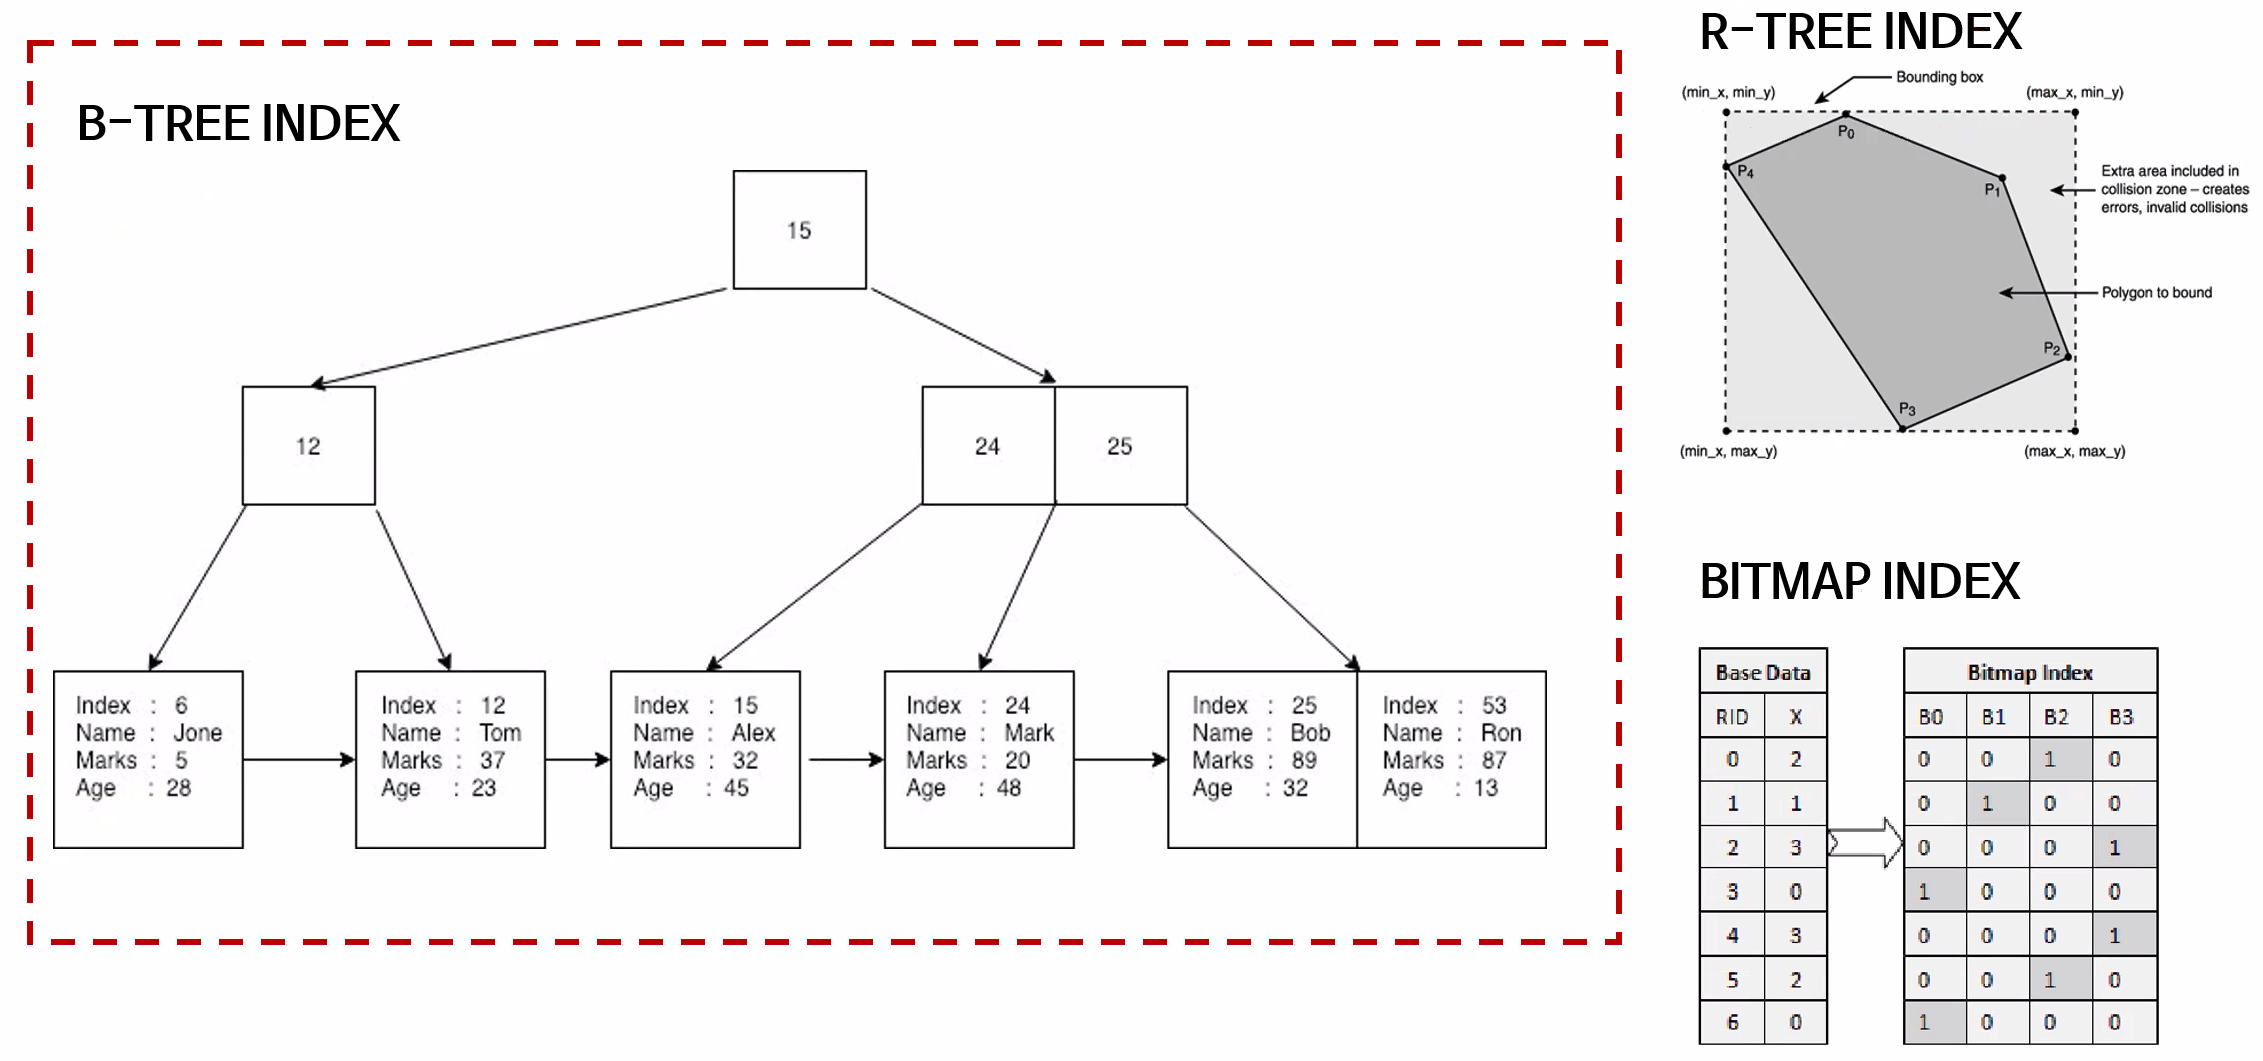 B-TREE INDEX
15
12
24 25
Index : 6
Name : Jone
Marks : 5
Age : 28
Index : 12
Name : Tom
Marks : 37
Age : 23
Index : 15
Name : Alex
Marks : 32
Age : 45
Index : 24
Name : Mark
Marks : 20
Age : 48
Index : 25
Name : Bob
Marks : 89
Age : 32
Index : 53
Name : Ron
Marks : 87
Age : 13
R-TREE INDEX
Bounding box
(min_x, min_y) (max_x, min_y)
P0
P4
P1
Extra area included in
collision zone – creates
errors, invalid collisions
Polygon to bound
P2
P3
(min_x, max_y) (max_x, max_y)
BITMAP INDEX
Base Data
RID X
0 2
1 1
2 3
3 0
4 3
5 2
6 0
Bitmap Index
B0 B1 B2 B3
0 0 1 0
0 1 0 0
0 0 0 1
1 0 0 0
0 0 0 1
0 0 1 0
1 0 0 0